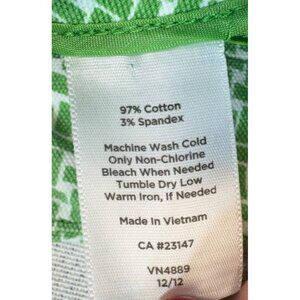 97% Cotton
3% Spandex
Machine Wash Cold
Only Non-Chlorine
Bleach When Needed
Tumble Dry Low
Warm Iron, If Needed
Made In Vietnam
CA #23147
VN4889
12/12